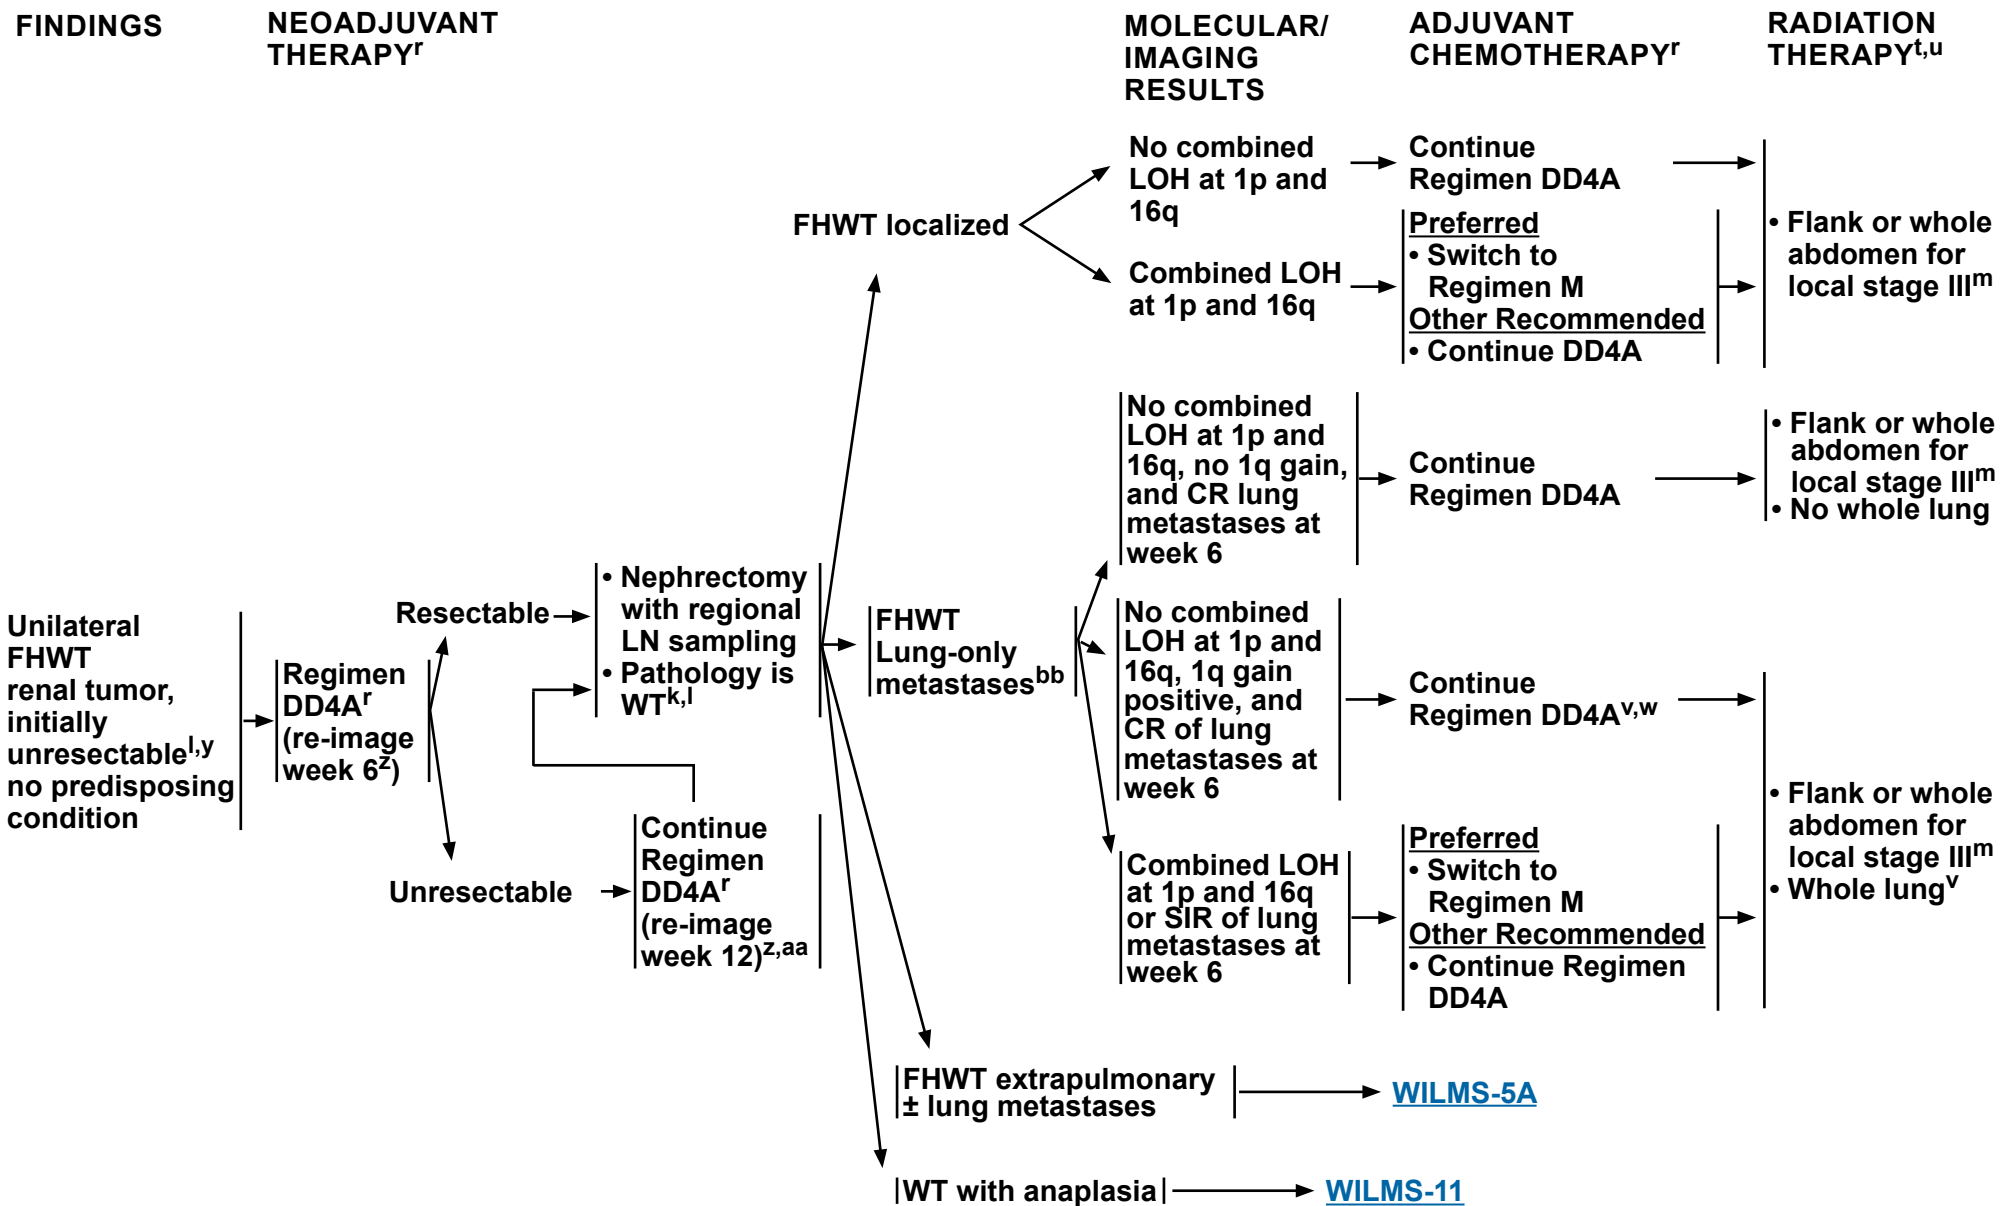 FINDINGS
NEOADJUVANT
THERAPYr
MOLECULAR/
IMAGING
RESULTS
ADJUVANT
CHEMOTHERAPYr
RADIATION
THERAPYt,u
Unilateral
FHWT
renal tumor,
initially
unresectablel,y
no predisposing
condition
Regimen
DD4Ar
(re-image
week 6z)
Resectable
Unresectable
• Nephrectomy
with regional
LN sampling
• Pathology is
WTk,l
Continue
Regimen
DD4Ar
(re-image
week 12)z,aa
FHWT localized
No combined
LOH at 1p and
16q
Continue
Regimen DD4A
Combined LOH
at 1p and 16q
Preferred
• Switch to
Regimen M
Other Recommended
• Continue DD4A
• Flank or whole
abdomen for
local stage IIIm
FHWT
Lung-only
metastasesbb
No combined
LOH at 1p and
16q, no 1q gain,
and CR lung
metastases at
week 6
Continue
Regimen DD4A
• Flank or whole
abdomen for
local stage IIIm
• No whole lung
No combined
LOH at 1p and
16q, 1q gain
positive, and
CR of lung
metastases at
week 6
Continue
Regimen DD4Av,w
Combined LOH
at 1p and 16q
or SIR of lung
metastases at
week 6
Preferred
• Switch to
Regimen M
Other Recommended
• Continue Regimen
DD4A
• Flank or whole
abdomen for
local stage IIIm
• Whole lungv
FHWT extrapulmonary
± lung metastases
WILMS-5A
WT with anaplasia
WILMS-11